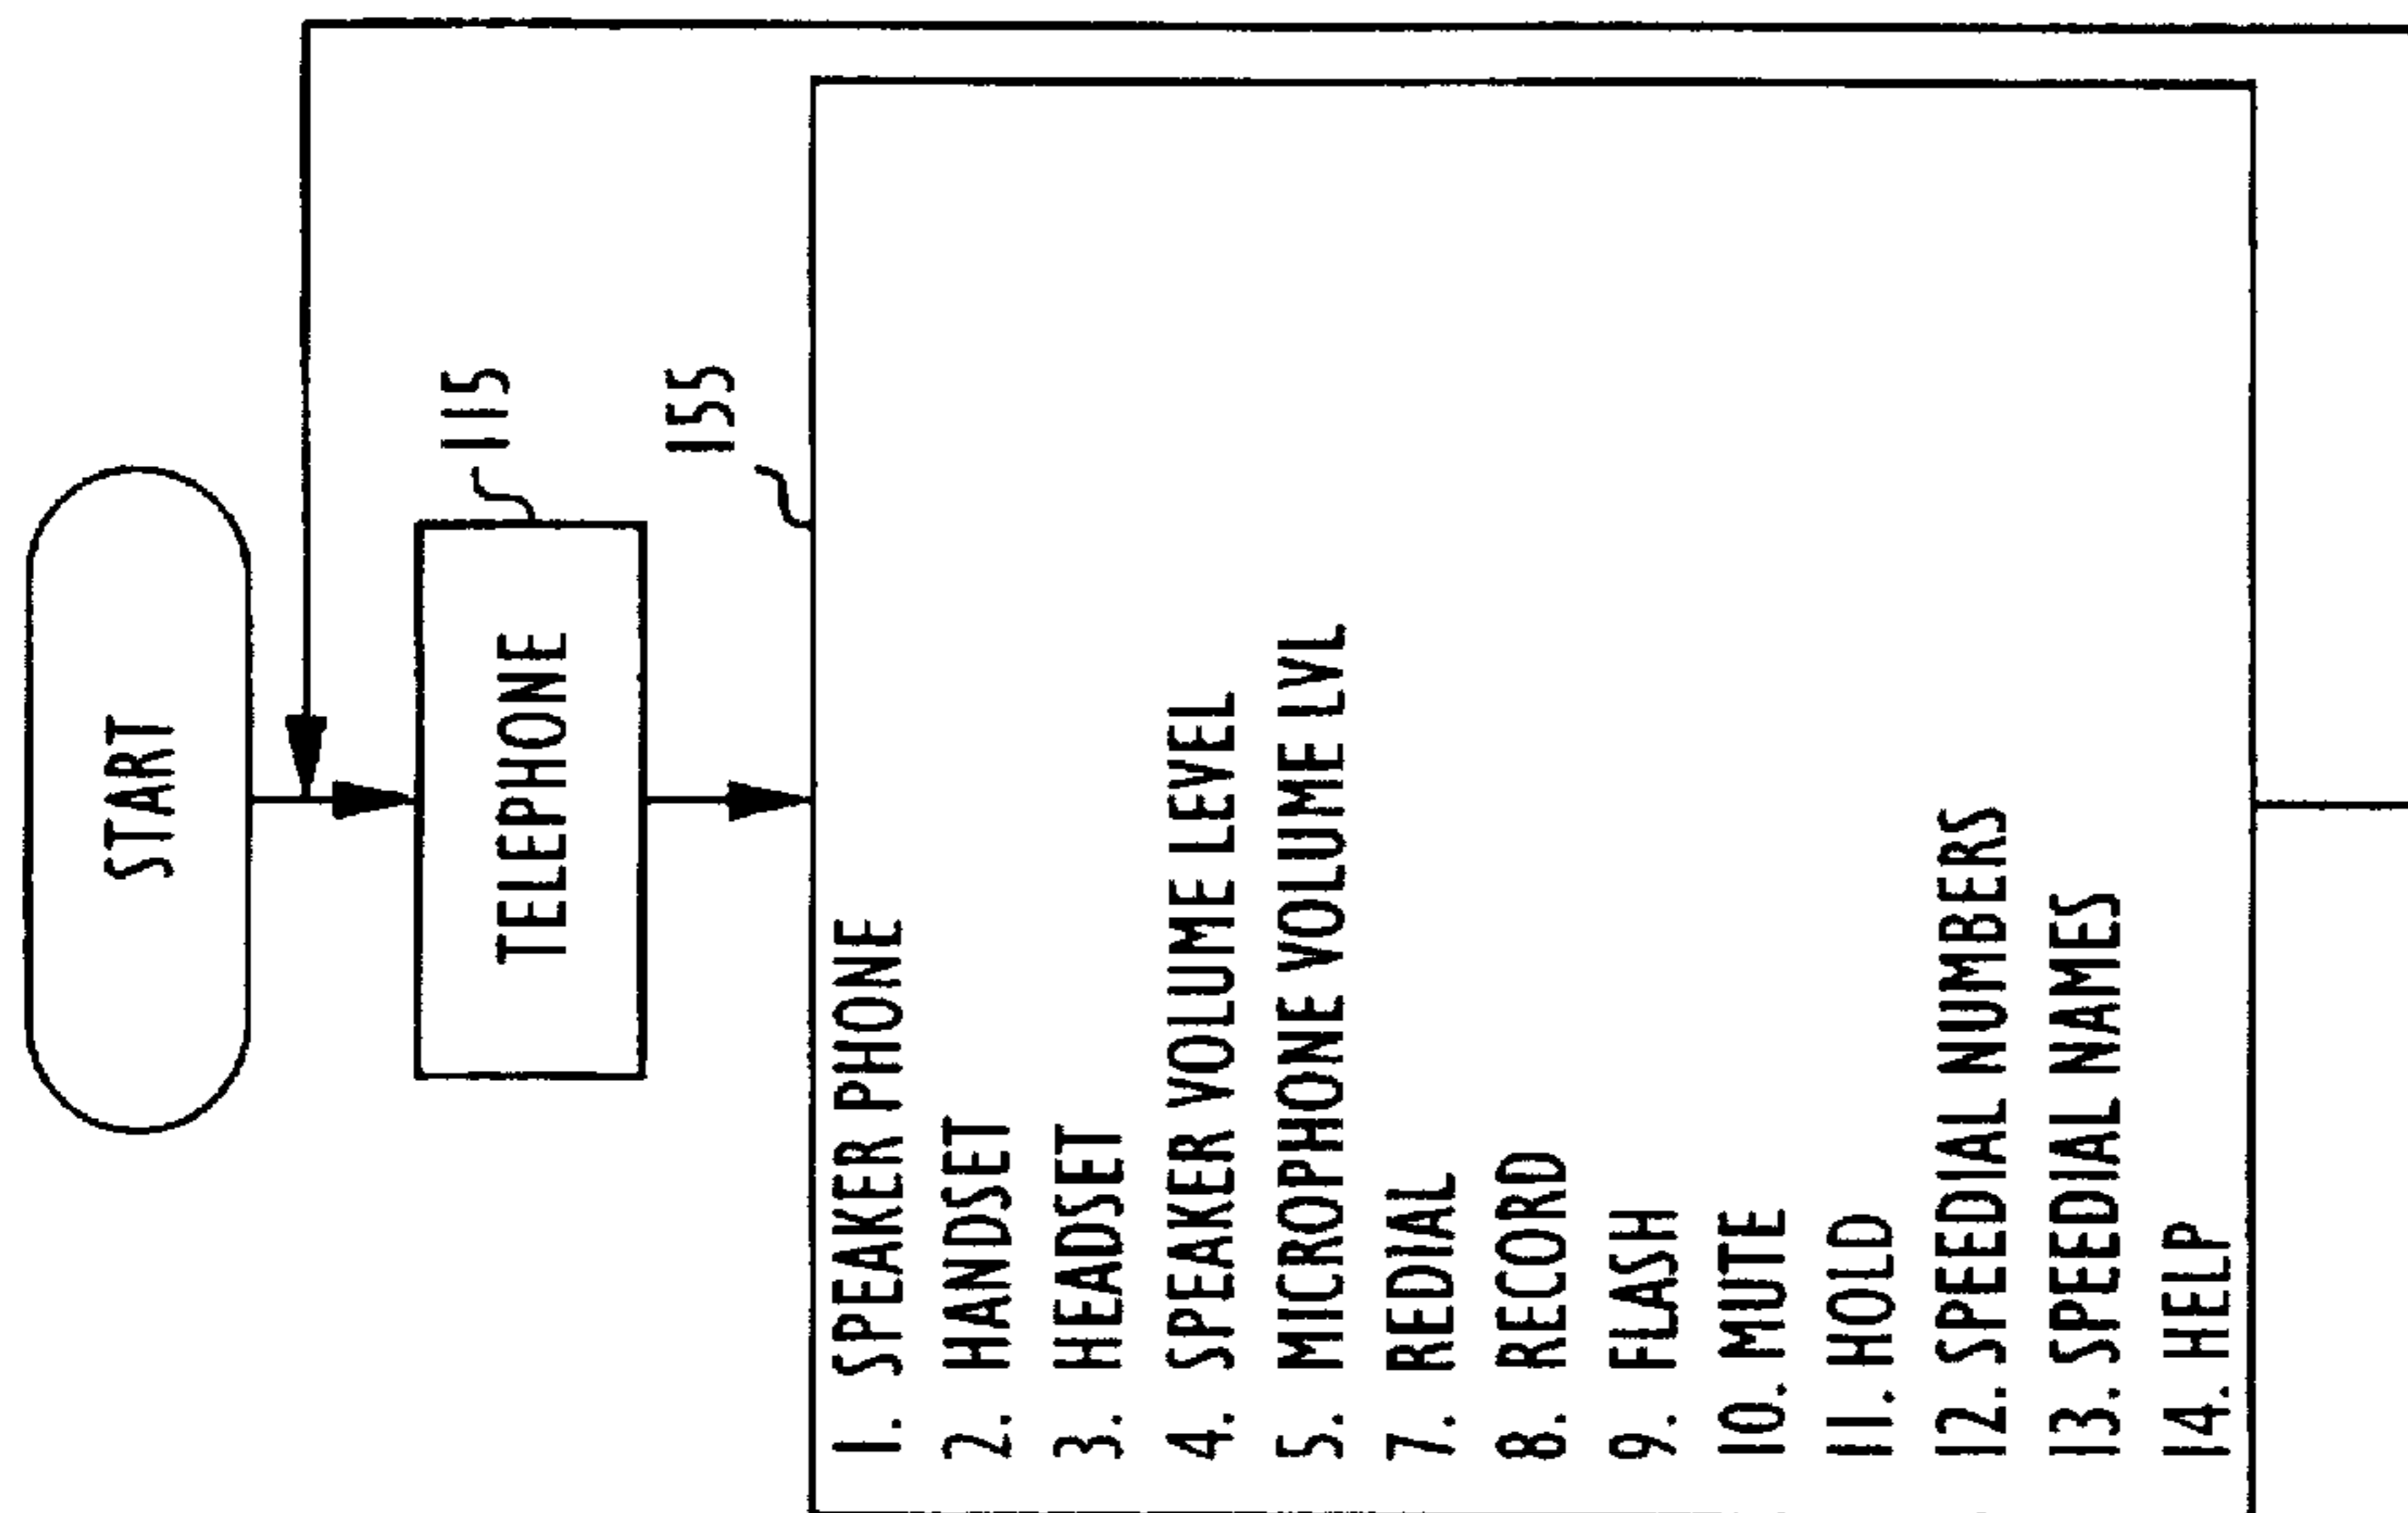 START
TELEPHONE
115
155
1. SPEAKER PHONE
2. HANDSET
3. HEADSET
4. SPEAKER VOLUME LEVEL
5. MICROPHONE VOLUME LVL
7. REDIAL
8. RECORD
9. FLASH
10. MUTE
11. HOLD
12. SPEEDIAL NUMBERS
13. SPEEDIAL NAMES
14. HELP